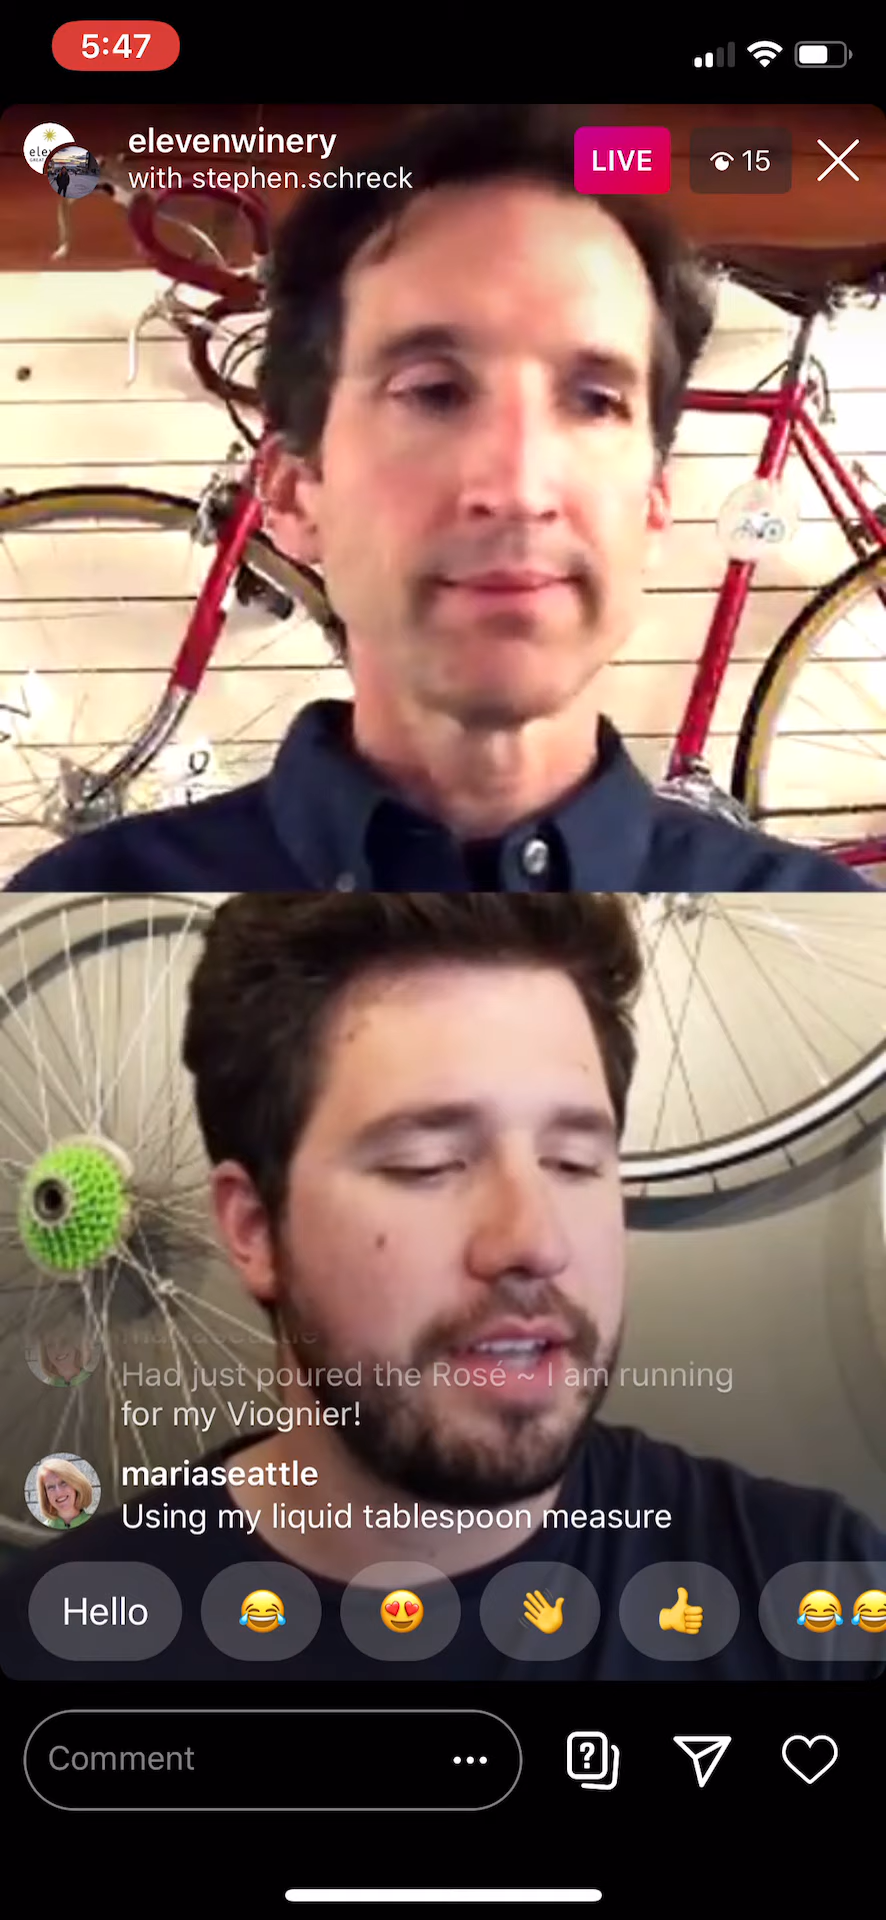 5:47
elevenwinery
with stephen.schreck
LIVE
15
mariaseattle
Had just poured the Rosé ~ I am running
for my Viognier!
mariaseattle
Using my liquid tablespoon measure
Hello
Comment